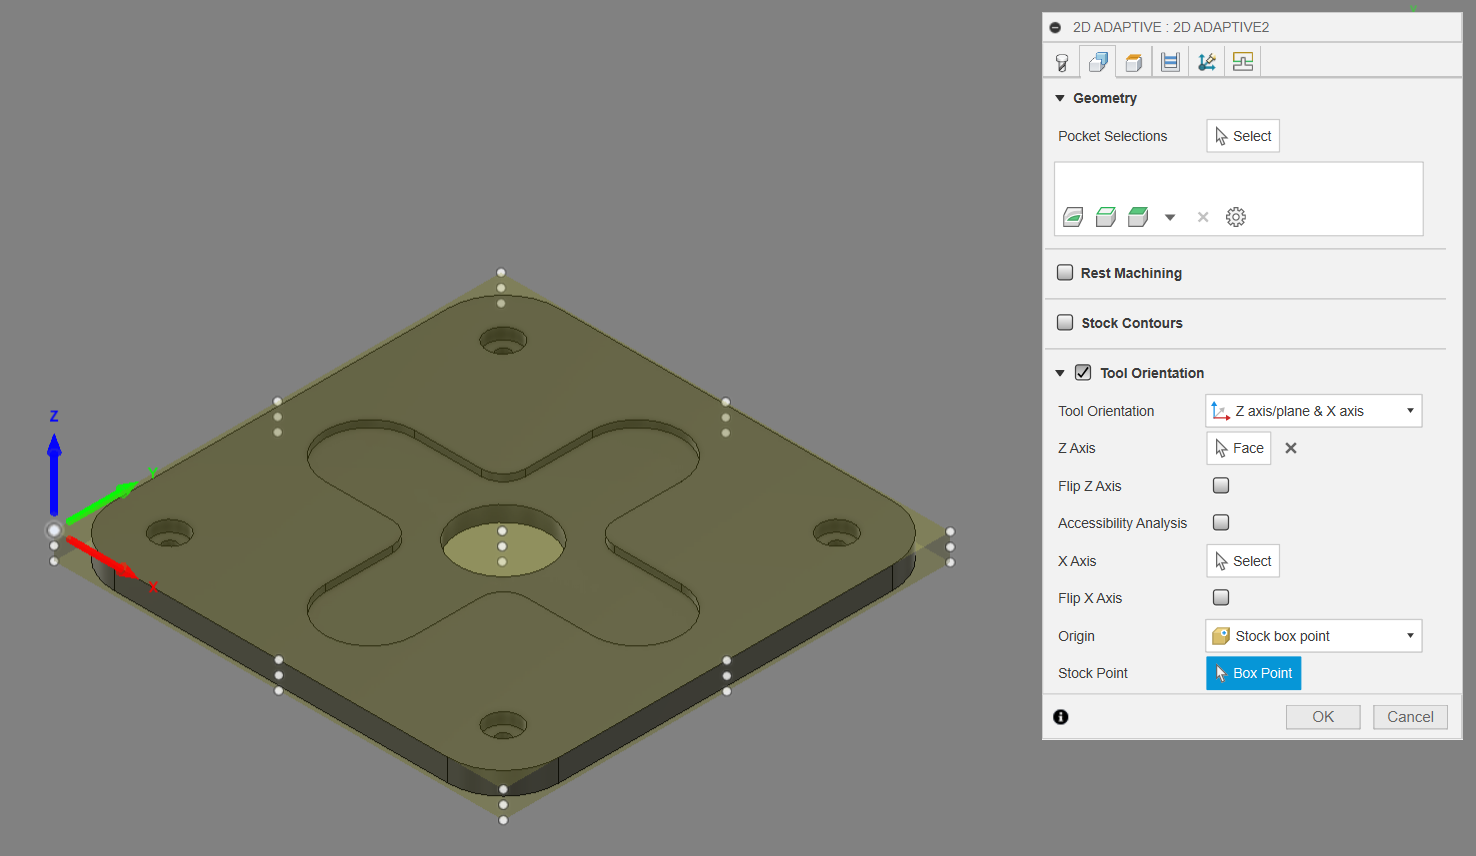 2D ADAPTIVE : 2D ADAPTIVE2
Geometry
Pocket Selections
Select
Rest Machining
Stock Contours
Tool Orientation
Tool Orientation
Z axis/plane & X axis
Z Axis
Face
Flip Z Axis
Accessibility Analysis
X Axis
Select
Flip X Axis
Origin
Stock box point
Stock Point
Box Point
OK
Cancel
Z
Y
X